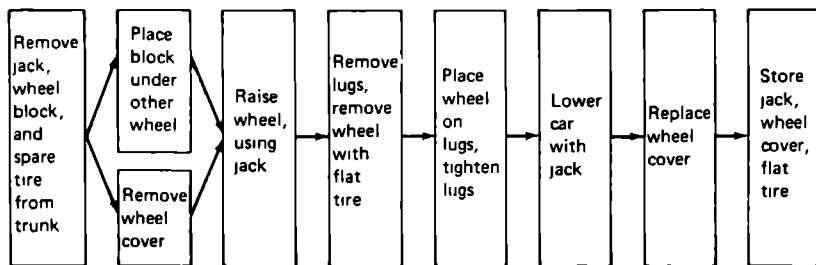 Remove
jack,
wheel
block,
and
spare
tire
from
trunk
Place
block
under
other
wheel
Remove
wheel
cover
Raise
wheel,
using
jack
Remove
lugs,
remove
wheel
with
flat
tire
Place
wheel
on
lugs,
tighten
lugs
Lower
car
with
jack
Replace
wheel
cover
Store
jack,
wheel
cover,
flat
tire